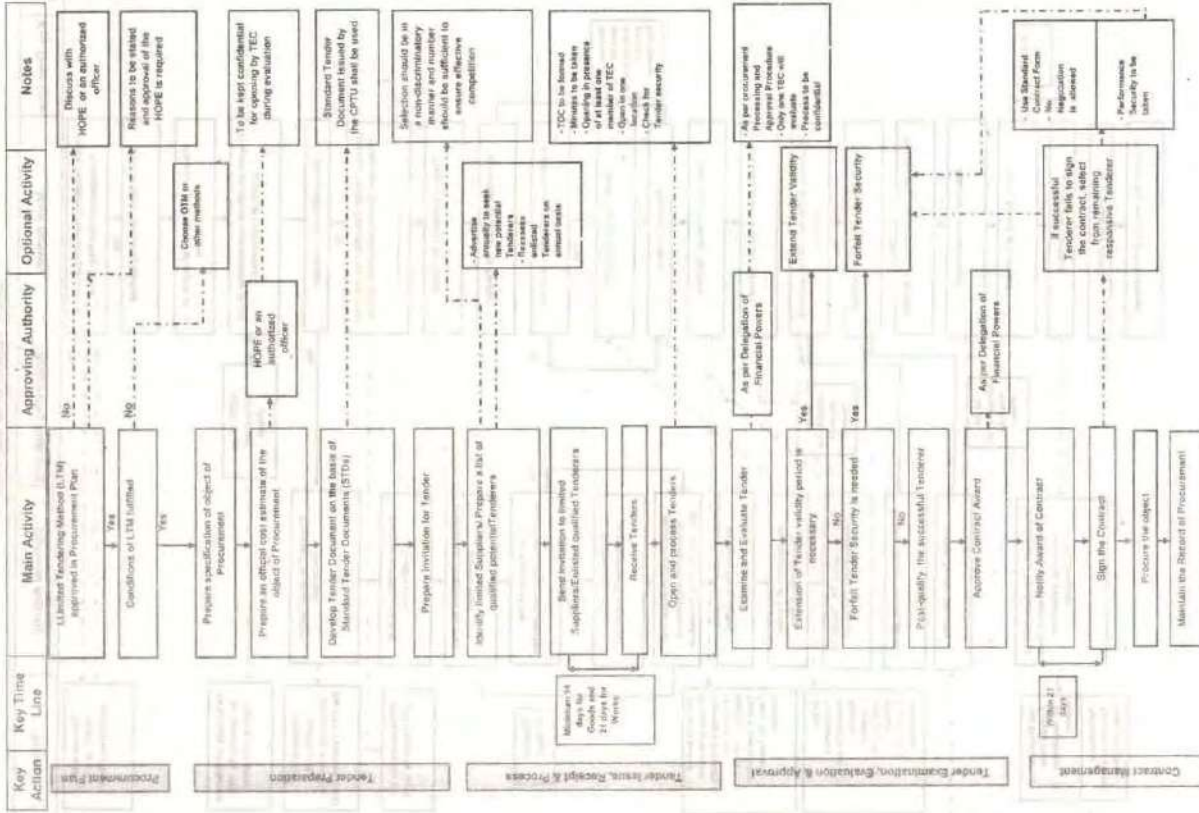 Key
Action
Key Time
Line
Main Activity
Approving Authority
Optional Activity
Notes
Procurement Plan
Limited Tendering Method (LTM)
approved in Procurement Plan
No
Yes
Discuss with
HOPE or an authorized
officer
Reasons to be stated
and approval of the
HOPE is required
Conditions of LTM fulfilled
No
Yes
Choose OTM or
other methods
Tender Preparation
Prepare specification of object of
Procurement
Prepare an official cost estimate of the
object of Procurement
HOPE or an
authorized
officer
To be kept confidential
for opening by TEC
during evaluation
Develop Tender Document on the basis of
Standard Tender Documents (STDs)
Standard Tender
Document issued by
the CPTU shall be used
Prepare Invitation for Tender
Tender Issue, Receipt & Process
Identify limited Suppliers/ Prepare a list of
qualified potential Tenderers
Selection should be in
a non-discriminatory
manner and number
should be sufficient to
ensure effective
competition
- Advertise
annually to seek
new potential
Tenderers
- Reassess
enlisted
Tenderers on
annual basis
Minimum 14
days for
Goods and
21 days for
Works
Send Invitation to limited
Suppliers/Enlisted qualified Tenderers
Receive Tenders
Open and process Tenders
- TOC to be formed
- Minutes to be taken
- Opening in presence
of at least one
member of TEC
- Open in one
location
- Check for
Tender security
Tender Examination, Evaluation & Approval
Examine and Evaluate Tender
As per Delegation of
Financial Powers
- As per procurement
Processing and
Approval Procedure
- Only one TEC will
evaluate
- Process to be
confidential
Extension of Tender validity period is
necessary
Yes
No
Extend Tender Validity
Forfeit Tender Security is needed
Yes
No
Forfeit Tender Security
Post-qualify the successful Tenderer
Approve Contract Award
As per Delegation of
Financial Powers
Contract Management
Within 21
days
Notify Award of Contract
Sign the Contract
If successful
Tenderer fails to sign
the contract, select
from remaining
responsive Tenderer
- Use Standard
Contract Form
- No
Negotiation
is allowed
- Performance
Security to be
taken
Procure the object
Maintain the Record of Procurement